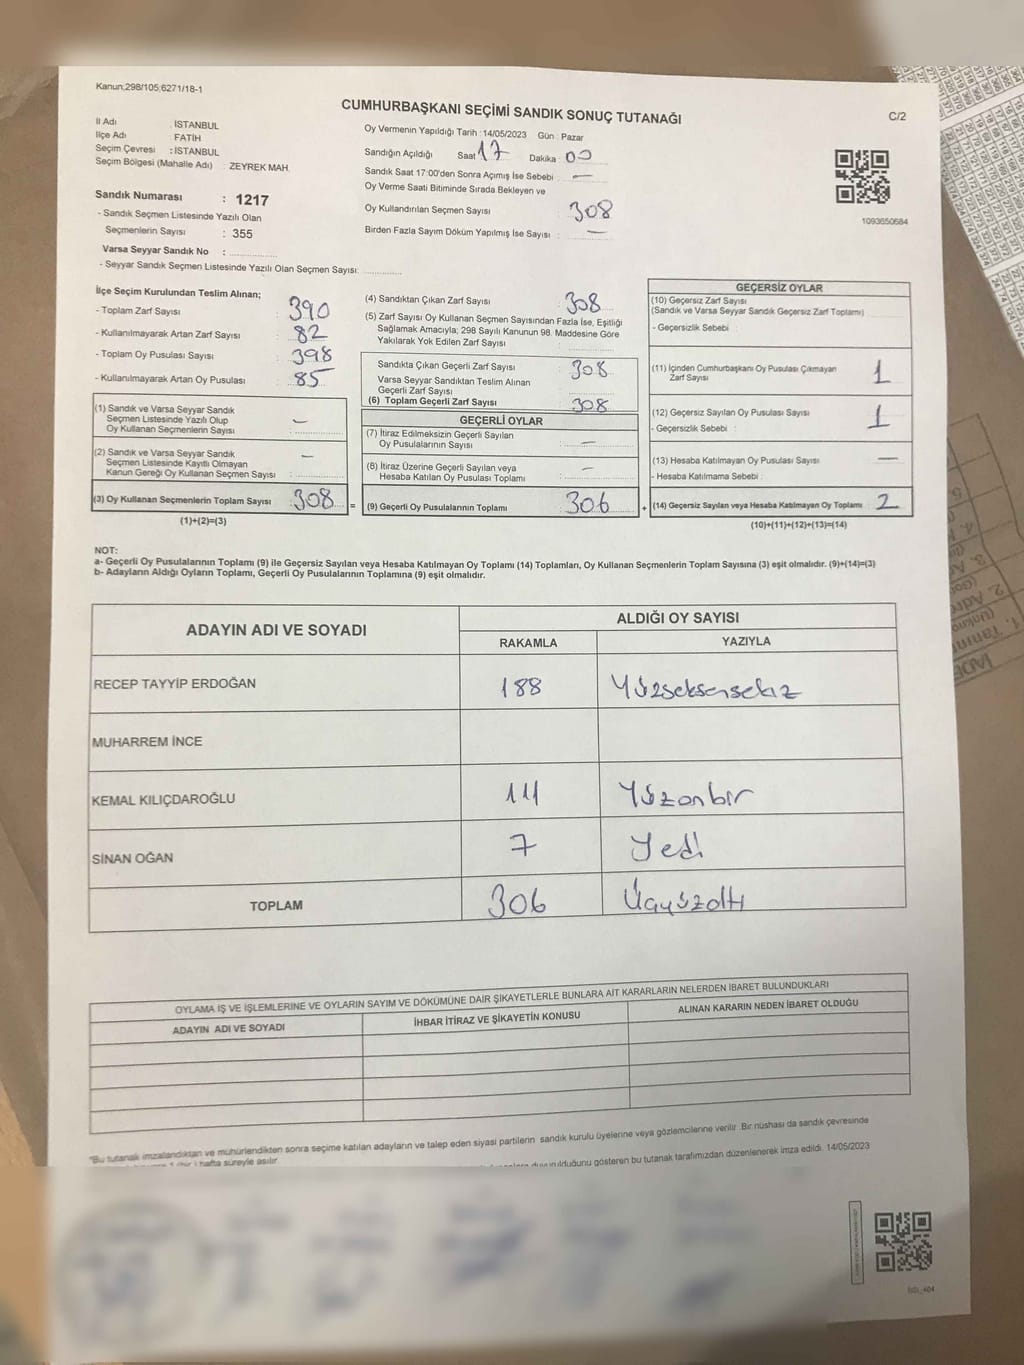 Kanun;298/105;6271/18-1
CUMHURBAŞKANI SEÇİMİ SANDIK SONUÇ TUTANAĞI
C/2
İl Adı : İSTANBUL
İlçe Adı : FATİH
Seçim Çevresi : İSTANBUL
Seçim Bölgesi (Mahalle Adı) : ZEYREK MAH.
Sandık Numarası : 1217
- Sandık Seçmen Listesinde Yazılı Olan
Seçmenlerin Sayısı : 355
Varsa Seyyar Sandık No :
- Seyyar Sandık Seçmen Listesinde Yazılı Olan Seçmen Sayısı:
Oy Vermenin Yapıldığı Tarih :14/05/2023 Gün : Pazar
Sandığın Açıldığı Saat 17 Dakika : 00
Sandık Saat 17:00'den Sonra Açımış İse Sebebi : —
Oy Verme Saati Bitiminde Sırada Bekleyen ve
Oy Kullandırılan Seçmen Sayısı 308
Birden Fazla Sayım Döküm Yapılmış İse Sayısı : —
1093650684
İlçe Seçim Kurulundan Teslim Alınan;
- Toplam Zarf Sayısı : 390
- Kullanılmayarak Artan Zarf Sayısı : 82
- Toplam Oy Pusulası Sayısı : 398
- Kullanılmayarak Artan Oy Pusulası : 85
(1) Sandık ve Varsa Seyyar Sandık
Seçmen Listesinde Yazılı Olup
Oy Kullanan Seçmenlerin Sayısı : —
(2) Sandık ve Varsa Seyyar Sandık
Seçmen Listesinde Kayıtlı Olmayan
Kanun Gereği Oy Kullanan Seçmen Sayısı : —
(3) Oy Kullanan Seçmenlerin Toplam Sayısı : 308 =
(1)+(2)=(3)
(4) Sandıktan Çıkan Zarf Sayısı : 308
(5) Zarf Sayısı Oy Kullanan Seçmen Sayısından Fazla İse, Eşitliği
Sağlamak Amacıyla; 298 Sayılı Kanunun 98. Maddesine Göre
Yakılarak Yok Edilen Zarf Sayısı :
Sandıkta Çıkan Geçerli Zarf Sayısı : 308
Varsa Seyyar Sandıktan Teslim Alınan
Geçerli Zarf Sayısı :
(6) Toplam Geçerli Zarf Sayısı : 308
GEÇERLİ OYLAR
(7) İtiraz Edilmeksizin Geçerli Sayılan
Oy Pusulalarının Sayısı : —
(8) İtiraz Üzerine Geçerli Sayılan veya
Hesaba Katılan Oy Pusulası Toplamı : —
(9) Geçerli Oy Pusulalarının Toplamı : 306 +
GEÇERSİZ OYLAR
(10) Geçersiz Zarf Sayısı
(Sandık ve Varsa Seyyar Sandık Geçersiz Zarf Toplamı)
- Geçersizlik Sebebi :
(11) İçinden Cumhurbaşkanı Oy Pusulası Çıkmayan
Zarf Sayısı 1
(12) Geçersiz Sayılan Oy Pusulası Sayısı 1
- Geçersizlik Sebebi :
(13) Hesaba Katılmayan Oy Pusulası Sayısı —
- Hesaba Katılmama Sebebi :
(14) Geçersiz Sayılan veya Hesaba Katılmayan Oy Toplamı : 2
(10)+(11)+(12)+(13)=(14)
NOT:
a- Geçerli Oy Pusulalarının Toplamı (9) ile Geçersiz Sayılan veya Hesaba Katılmayan Oy Toplamı (14) Toplamları, Oy Kullanan Seçmenlerin Toplam Sayısına (3) eşit olmalıdır. (9)+(14)=(3)
b- Adayların Aldığı Oyların Toplamı, Geçerli Oy Pusulalarının Toplamına (9) eşit olmalıdır.
ADAYIN ADI VE SOYADI
ALDIĞI OY SAYISI
RAKAMLA YAZIYLA
RECEP TAYYİP ERDOĞAN 188 Yüzseksensekiz
MUHARREM İNCE
KEMAL KILIÇDAROĞLU 111 Yüzonbir
SİNAN OĞAN 7 Yedi
TOPLAM 306 Üçyüzaltı
OYLAMA İŞ VE İŞLEMLERİNE VE OYLARIN SAYIM VE DÖKÜMÜNE DAİR ŞİKAYETLERLE BUNLARA AİT KARARLARIN NELERDEN İBARET BULUNDUKLARI
ADAYIN ADI VE SOYADI İHBAR İTİRAZ VE ŞİKAYETİN KONUSU ALINAN KARARIN NEDEN İBARET OLDUĞU
*Bu tutanak imzalandıktan ve mühürlendikten sonra seçime katılan adayların ve talep eden siyasi partilerin sandık kurulu üyelerine veya gözlemcilerine verilir. Bir nüshası da sandık çevresinde
1 (bir) hafta süreyle asılır.
duyurulduğunu gösteren bu tutanak tarafımızdan düzenlenerek imza edildi. 14/05/2023